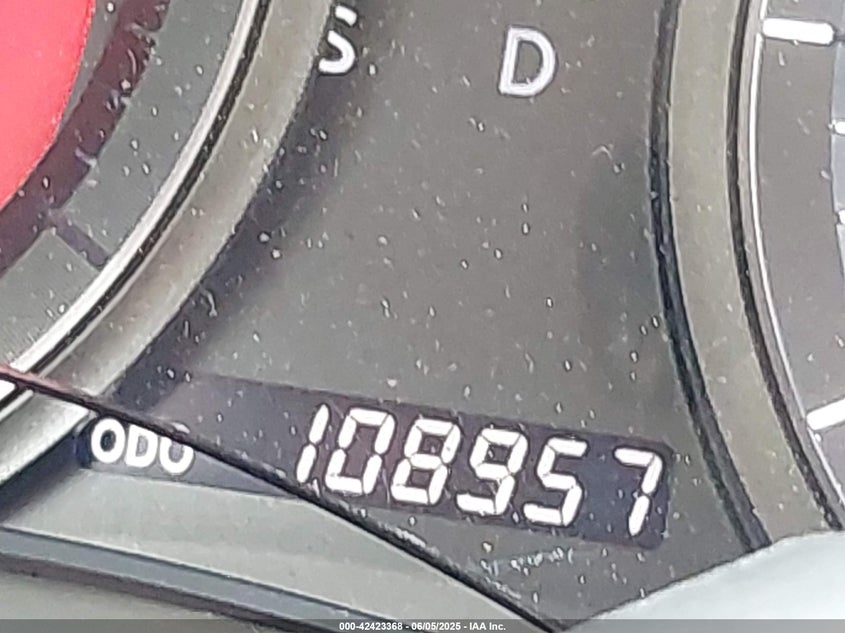 S
D
ODO 108957
000-42423368 - 06/05/2025 - IAA Inc.